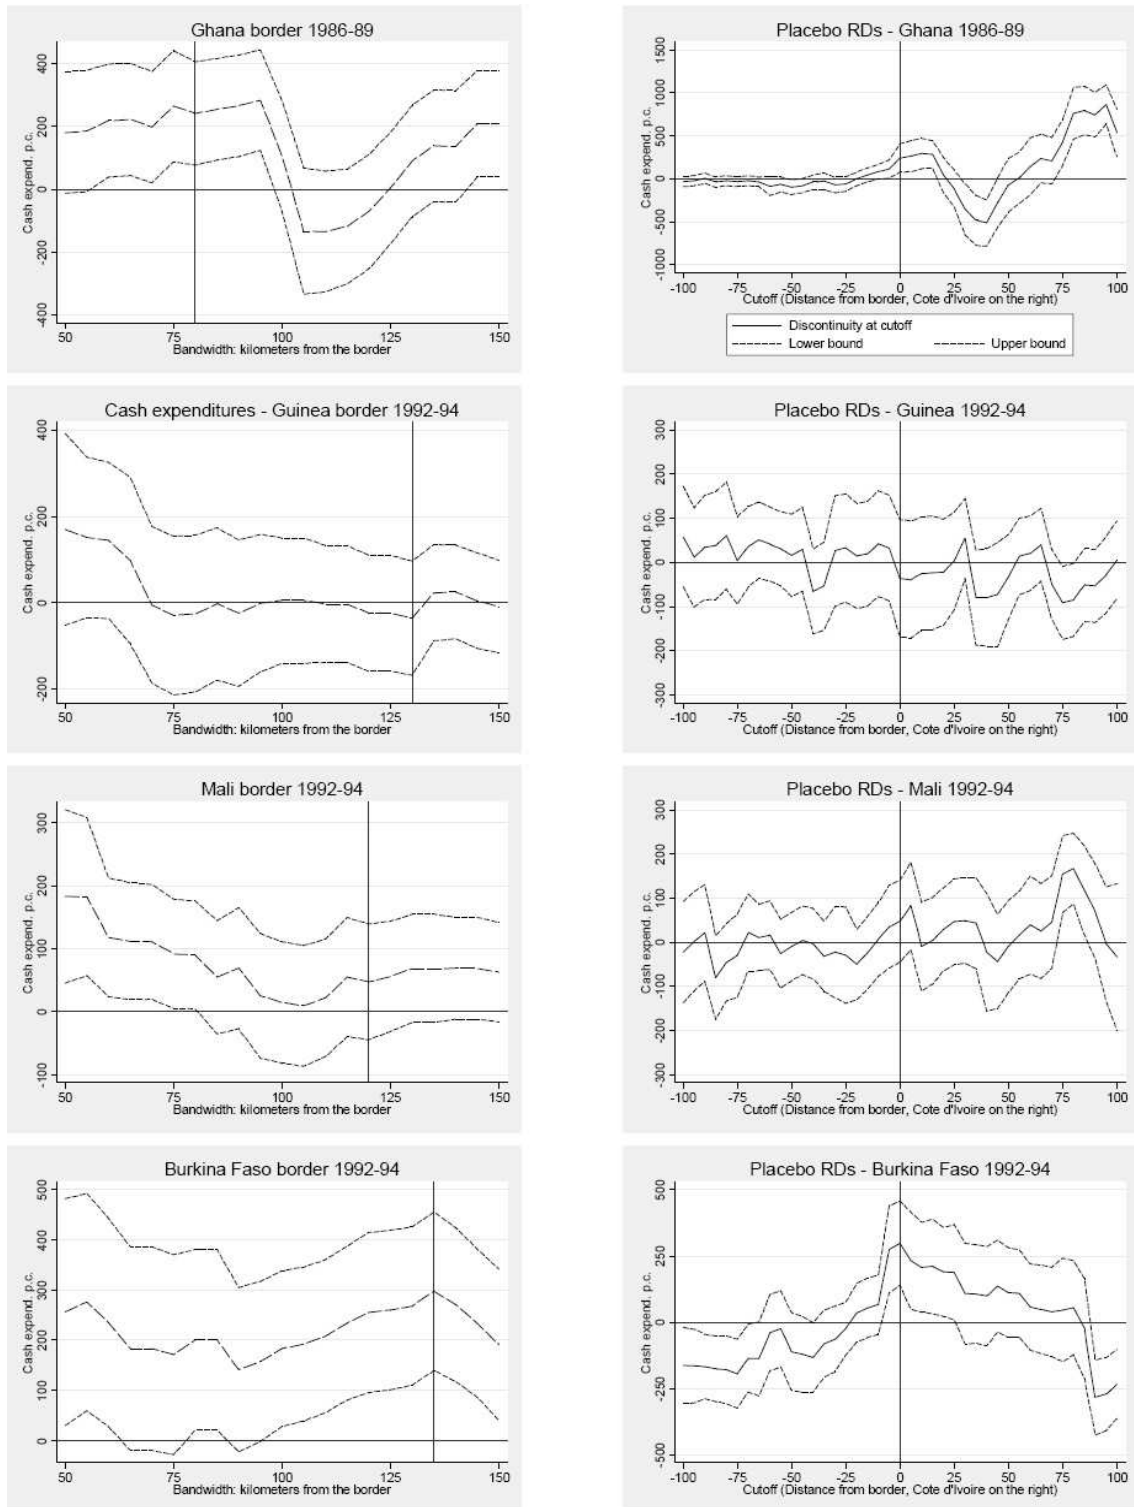 Ghana border 1986-89
Cash expend. p.c.
400
200
0
-200
-400
50 75 100 125 150
Bandwidth: kilometers from the border
Placebo RDs - Ghana 1986-89
Cash expend. p.c.
1500
1000
500
0
-500
-1000
-100 -75 -50 -25 0 25 50 75 100
Cutoff (Distance from border, Cote d'Ivoire on the right)
Discontinuity at cutoff
Lower bound Upper bound
Cash expenditures - Guinea border 1992-94
Cash expend. p.c.
400
200
0
-200
50 75 100 125 150
Bandwidth: kilometers from the border
Placebo RDs - Guinea 1992-94
Cash expend. p.c.
300
200
100
0
-100
-200
-300
-100 -75 -50 -25 0 25 50 75 100
Cutoff (Distance from border, Cote d'Ivoire on the right)
Mali border 1992-94
Cash expend. p.c.
300
200
100
0
-100
50 75 100 125 150
Bandwidth: kilometers from the border
Placebo RDs - Mali 1992-94
Cash expend. p.c.
300
200
100
0
-100
-200
-300
-100 -75 -50 -25 0 25 50 75 100
Cutoff (Distance from border, Cote d'Ivoire on the right)
Burkina Faso border 1992-94
Cash expend. p.c.
500
400
300
200
100
0
50 75 100 125 150
Bandwidth: kilometers from the border
Placebo RDs - Burkina Faso 1992-94
Cash expend. p.c.
500
250
0
-250
-500
-100 -75 -50 -25 0 25 50 75 100
Cutoff (Distance from border, Cote d'Ivoire on the right)